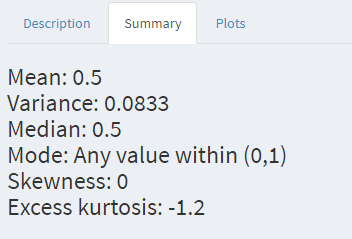 Description Summary Plots
Mean: 0.5
Variance: 0.0833
Median: 0.5
Mode: Any value within (0,1)
Skewness: 0
Excess kurtosis: -1.2